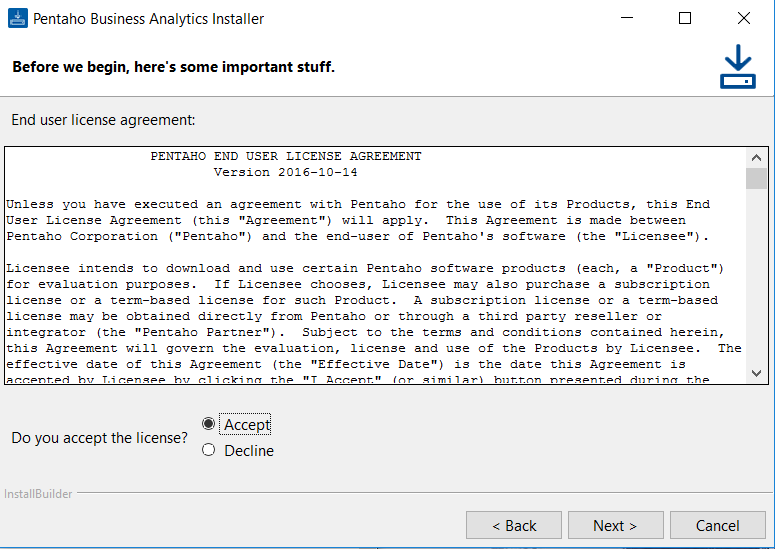 Pentaho Business Analytics Installer
Before we begin, here's some important stuff.
End user license agreement:
PENTAHO END USER LICENSE AGREEMENT
Version 2016-10-14
Unless you have executed an agreement with Pentaho for the use of its Products, this End
User License Agreement (this "Agreement") will apply.  This Agreement is made between
Pentaho Corporation ("Pentaho") and the end-user of Pentaho's software (the "Licensee").
Licensee intends to download and use certain Pentaho software products (each, a "Product")
for evaluation purposes.  If Licensee chooses, Licensee may also purchase a subscription
license or a term-based license for such Product.  A subscription license or a term-based
license may be obtained directly from Pentaho or through a third party reseller or
integrator (the "Pentaho Partner").  Subject to the terms and conditions contained herein,
this Agreement will govern the evaluation, license and use of the Products by Licensee.  The
effective date of this Agreement (the "Effective Date") is the date this Agreement is
accepted by Licensee by clicking the "I Accept" (or similar) button presented during the
Do you accept the license?
Accept
Decline
InstallBuilder
< Back
Next >
Cancel